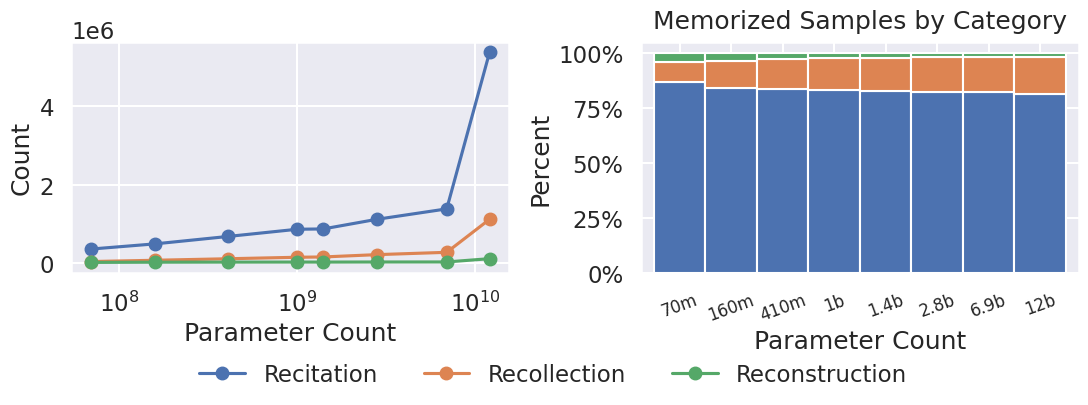 1e6
4
2
0
Count
10^8
10^9
10^10
Parameter Count
Memorized Samples by Category
100%
75%
50%
25%
0%
Percent
70m
160m
410m
1b
1.4b
2.8b
6.9b
12b
Parameter Count
Recitation
Recollection
Reconstruction